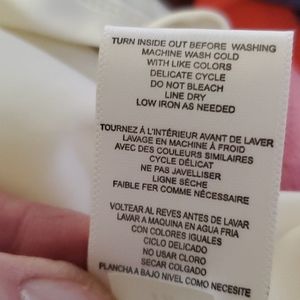 TURN INSIDE OUT BEFORE WASHING
MACHINE WASH COLD
WITH LIKE COLORS
DELICATE CYCLE
DO NOT BLEACH
LINE DRY
LOW IRON AS NEEDED
TOURNEZ Á L'INTÉRIEUR AVANT DE LAVER
LAVAGE EN MACHINE À FROID
AVEC DES COULEURS SIMILAIRES
CYCLE DÉLICAT
NE PAS JAVELLISER
LIGNE SÈCHE
FAIBLE FER COMME NÉCESSAIRE
VOLTEAR AL REVES ANTES DE LAVAR
LAVAR A MAQUINA EN AGUA FRIA
CON COLORES IGUALES
CICLO DELICADO
NO USAR CLORO
SECAR COLGADO
PLANCHA A BAJO NIVEL COMO NECESITE